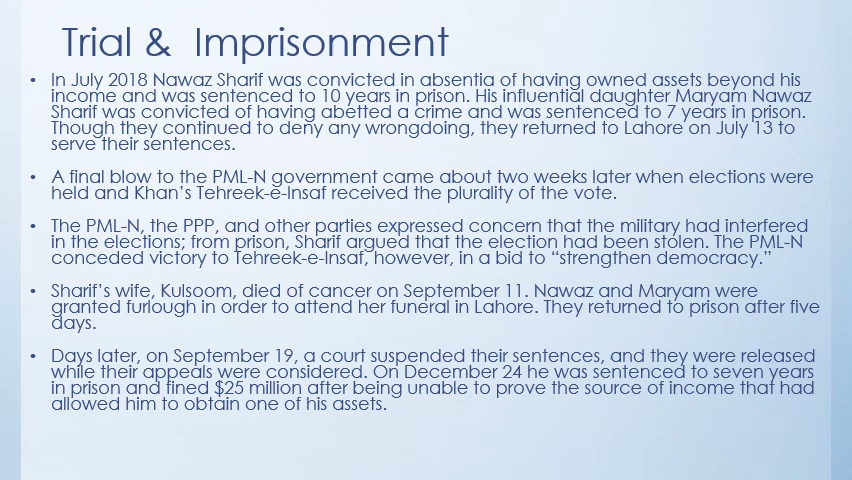 Trial &  Imprisonment
• In July 2018 Nawaz Sharif was convicted in absentia of having owned assets beyond his
income and was sentenced to 10 years in prison. His influential daughter Maryam Nawaz
Sharif was convicted of having abetted a crime and was sentenced to 7 years in prison.
Though they continued to deny any wrongdoing, they returned to Lahore on July 13 to
serve their sentences.
• A final blow to the PML-N government came about two weeks later when elections were
held and Khan's Tehreek-e-Insaf received the plurality of the vote.
• The PML-N, the PPP, and other parties expressed concern that the military had interfered
in the elections; from prison, Sharif argued that the election had been stolen. The PML-N
conceded victory to Tehreek-e-Insaf, however, in a bid to “strengthen democracy.”
• Sharif's wife, Kulsoom, died of cancer on September 11. Nawaz and Maryam were
granted furlough in order to attend her funeral in Lahore. They returned to prison after five
days.
• Days later, on September 19, a court suspended their sentences, and they were released
while their appeals were considered. On December 24 he was sentenced to seven years
in prison and fined $25 million after being unable to prove the source of income that had
allowed him to obtain one of his assets.